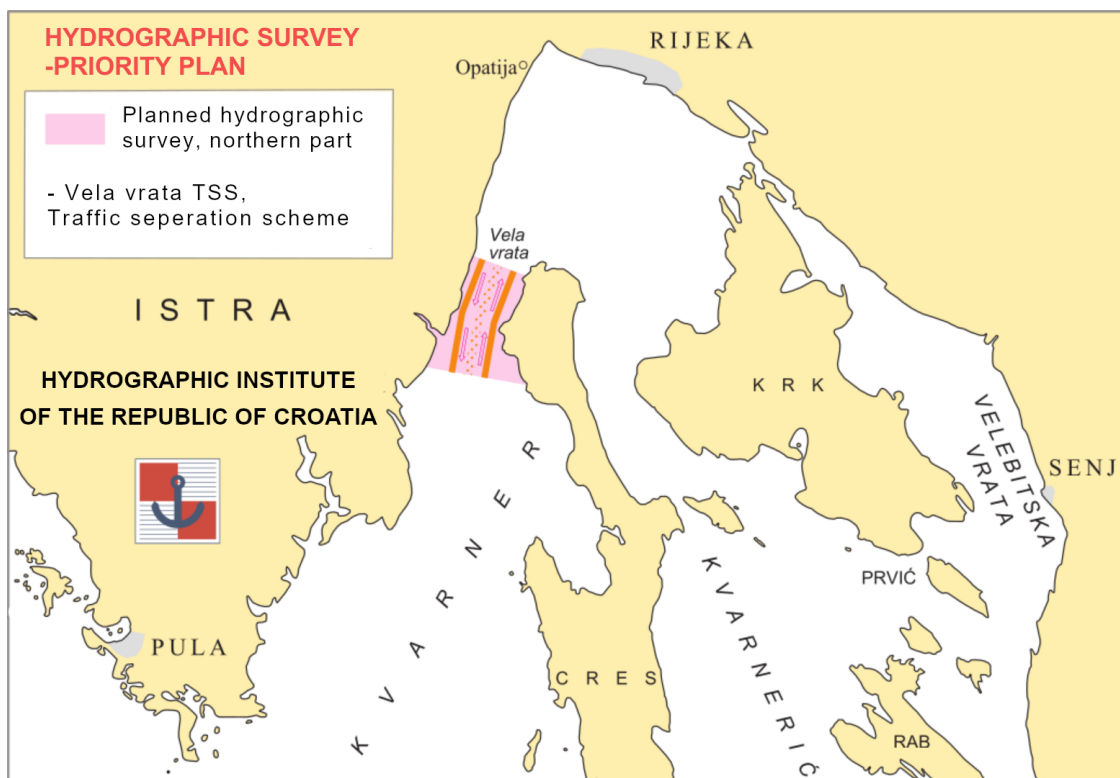 HYDROGRAPHIC SURVEY
-PRIORITY PLAN
Planned hydrographic
survey, northern part
- Vela vrata TSS,
Traffic seperation scheme
RIJEKA
Opatija
Vela
vrata
ISTRA
HYDROGRAPHIC INSTITUTE
OF THE REPUBLIC OF CROATIA
KRK
VELEBITSKA
VRATA
SENJ
KVARNER
KVARNERIĆ
PRVIĆ
PULA
CRES
RAB